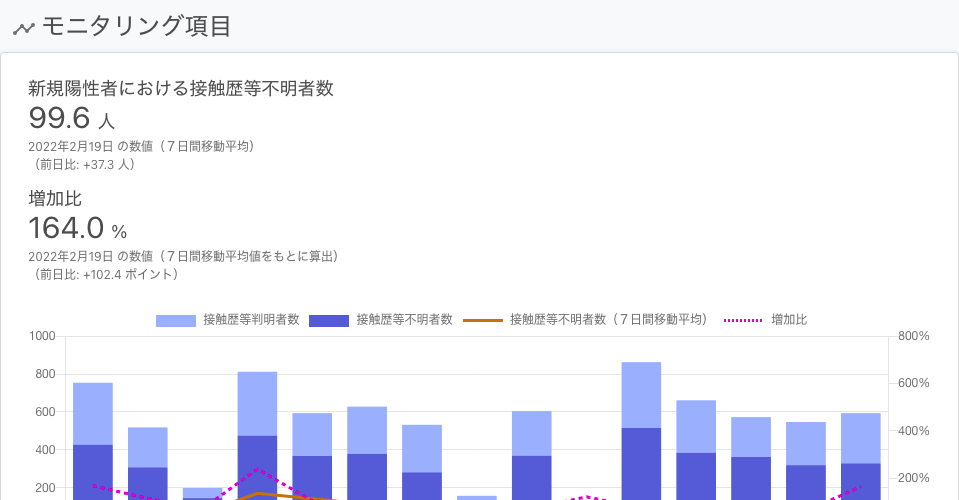 モニタリング項目
新規陽性者における接触歴等不明者数
99.6 人
2022年2月19日 の数値（７日間移動平均）
（前日比: +37.3 人）
増加比
164.0 %
2022年2月19日 の数値（７日間移動平均値をもとに算出）
（前日比: +102.4 ポイント）
接触歴等判明者数 接触歴等不明者数 接触歴等不明者数（７日間移動平均） 増加比
1000 800%
800
600%
600
400%
400
200 200%